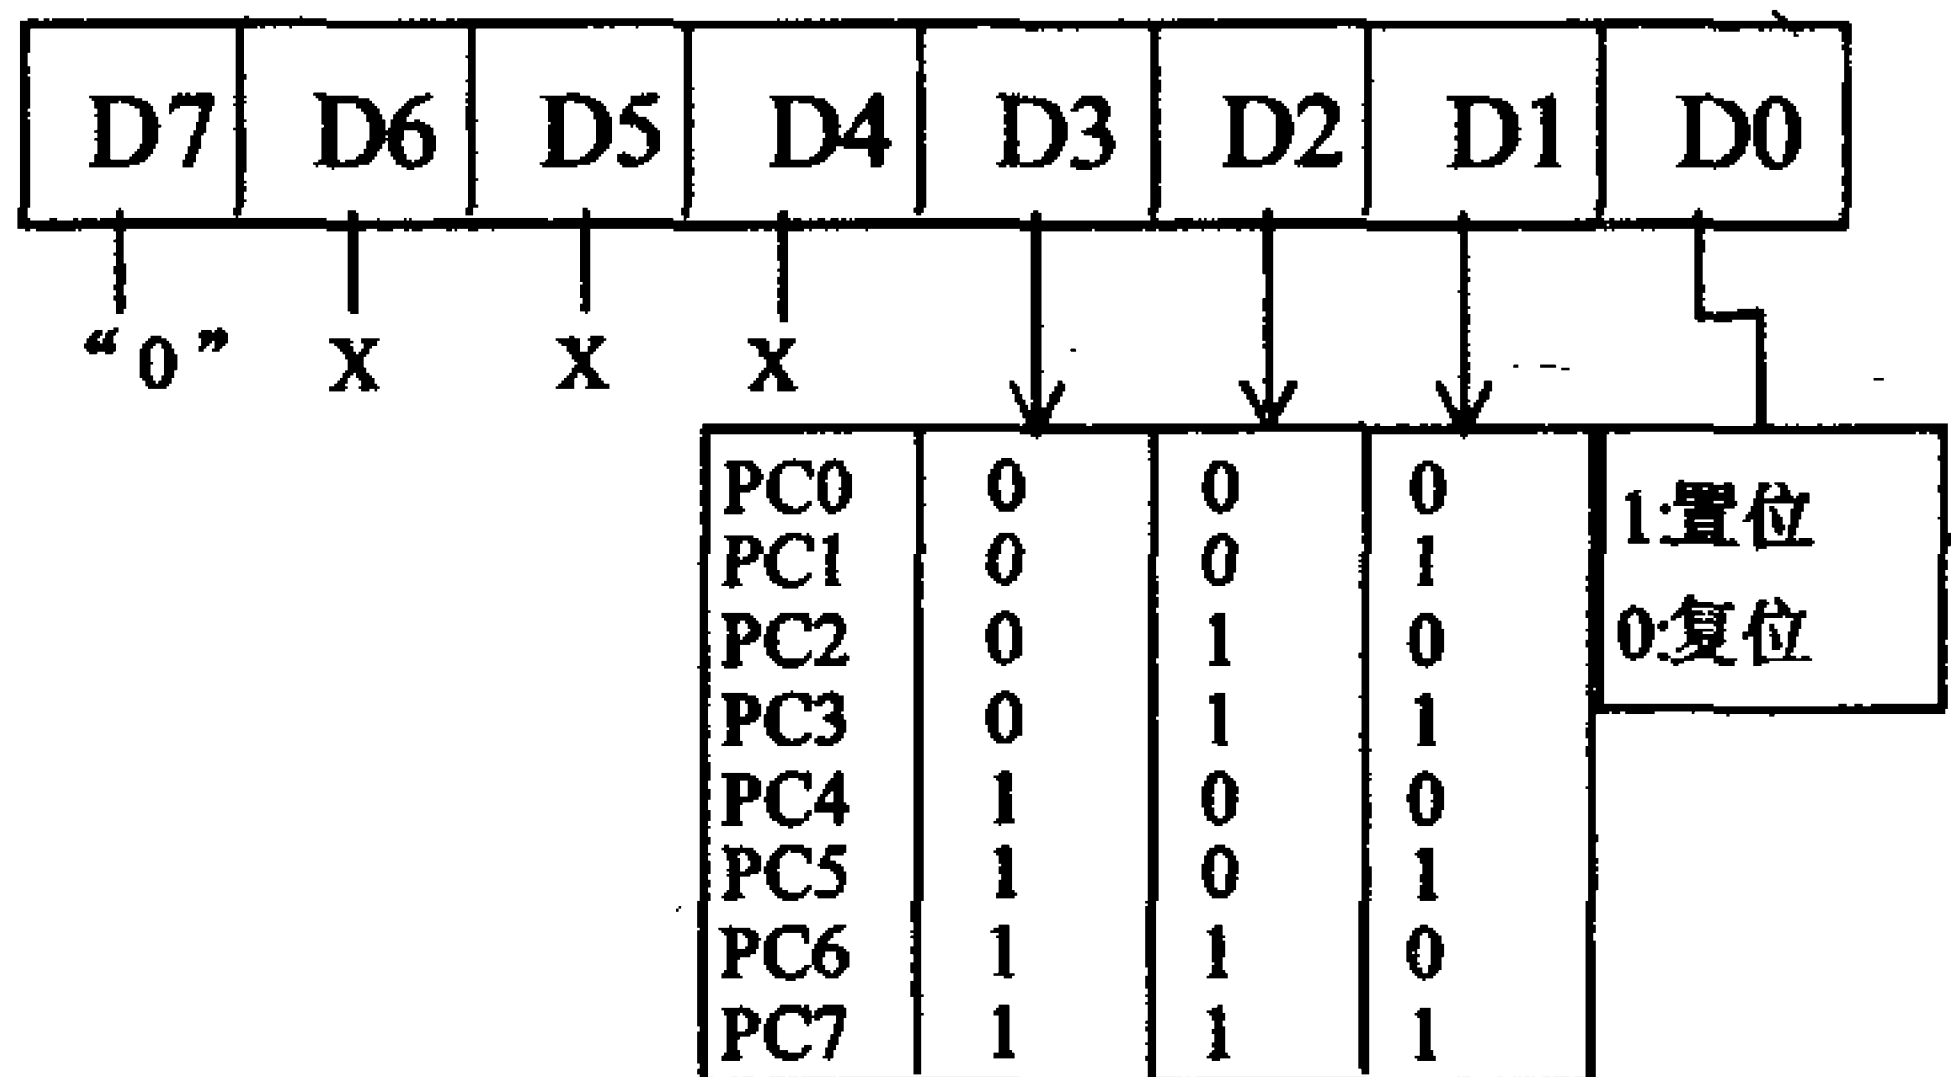 D7 D6 D5 D4 D3 D2 D1 D0
“0” X X X
PC0 0 0 0
PC1 0 0 1
PC2 0 1 0
PC3 0 1 1
PC4 1 0 0
PC5 1 0 1
PC6 1 1 0
PC7 1 1 1
1:置位
0:复位